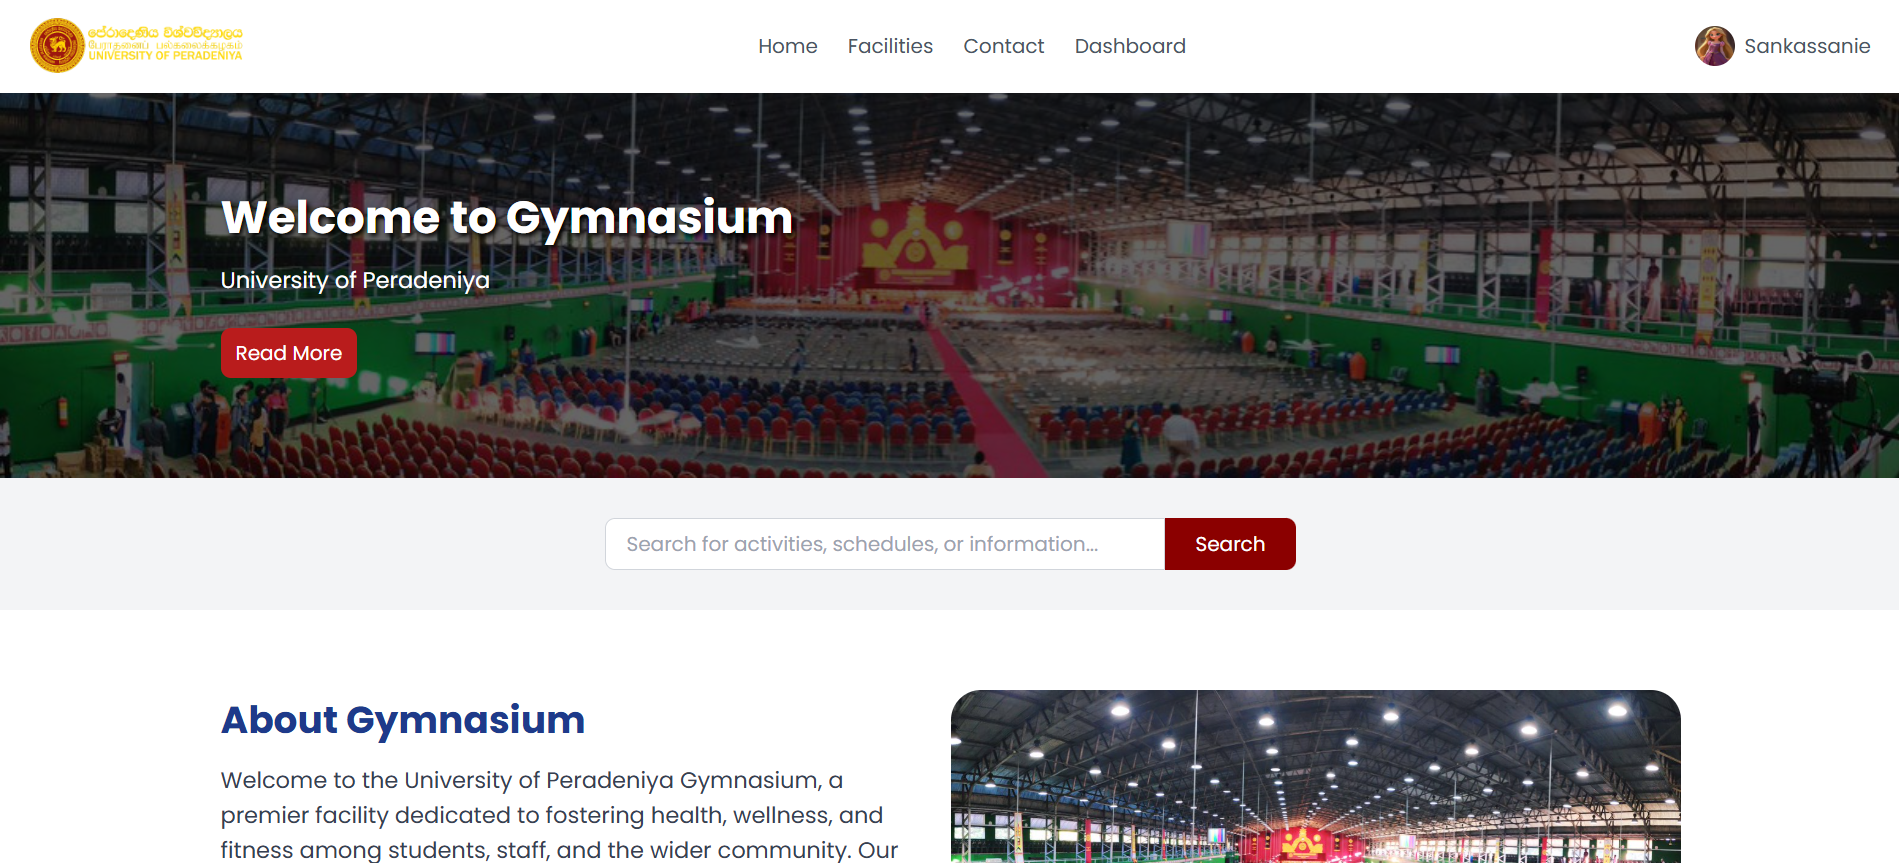 පේරාදෙණිය විශ්වවිද්‍යාලය
பேராதனைப் பல்கலைக்கழகம்
UNIVERSITY OF PERADENIYA
Home Facilities Contact Dashboard
Sankassanie
Welcome to Gymnasium
University of Peradeniya
Read More
Search for activities, schedules, or information...
Search
About Gymnasium
Welcome to the University of Peradeniya Gymnasium, a
premier facility dedicated to fostering health, wellness, and
fitness among students, staff, and the wider community. Our